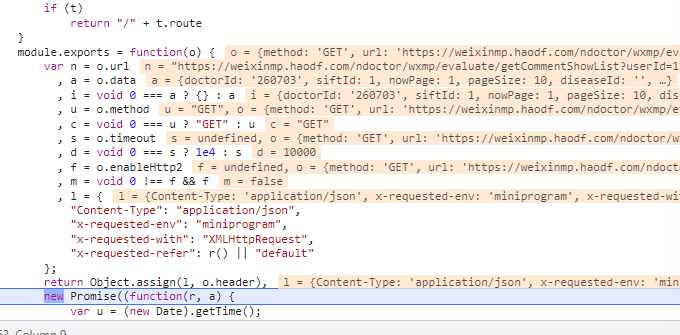 if (t)
return "/" + t.route
}
module.exports = function(o) { o = {method: 'GET', url: 'https://weixinmp.haodf.com/ndoctor/wxmp/eva
var n = o.url n = "https://weixinmp.haodf.com/ndoctor/wxmp/evaluate/getCommentShowList?userId=1
, a = o.data a = {doctorId: '260703', siftId: 1, nowPage: 1, pageSize: 10, diseaseId: '', …}
, i = void 0 === a ? {} : a i = {doctorId: '260703', siftId: 1, nowPage: 1, pageSize: 10, dise
, u = o.method u = "GET", o = {method: 'GET', url: 'https://weixinmp.haodf.com/ndoctor/wxmp/ev
, c = void 0 === u ? "GET" : u c = "GET"
, s = o.timeout s = undefined, o = {method: 'GET', url: 'https://weixinmp.haodf.com/ndoctor/wx
, d = void 0 === s ? 1e4 : s d = 10000
, f = o.enableHttp2 f = undefined, o = {method: 'GET', url: 'https://weixinmp.haodf.com/ndocto
, m = void 0 !== f && f m = false
, l = { l = {Content-Type: 'application/json', x-requested-env: 'miniprogram', x-requested-wit
"Content-Type": "application/json",
"x-requested-env": "miniprogram",
"x-requested-with": "XMLHttpRequest",
"x-requested-refer": r() || "default"
};
return Object.assign(l, o.header), l = {Content-Type: 'application/json', x-requested-env: 'min
new Promise((function(r, a) {
var u = (new Date).getTime();
Column 9